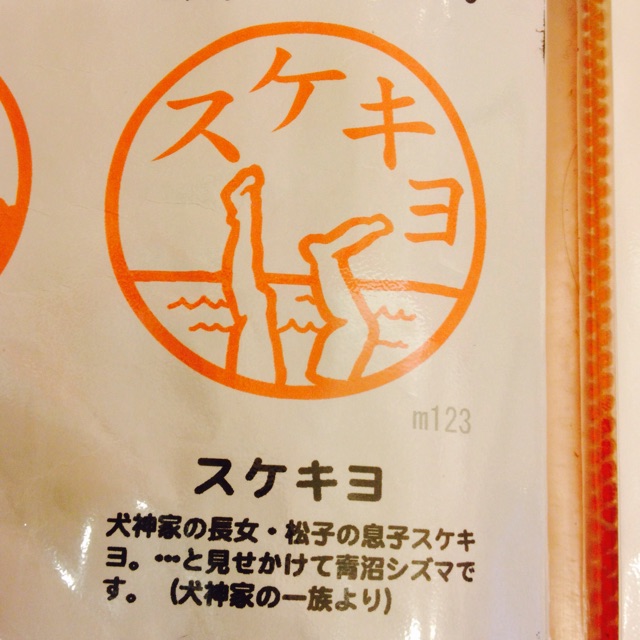 スケキヨ
m123
スケキヨ
犬神家の長女・松子の息子スケキ
ヨ。…と見せかけて青沼シズマで
す。（犬神家の一族より）